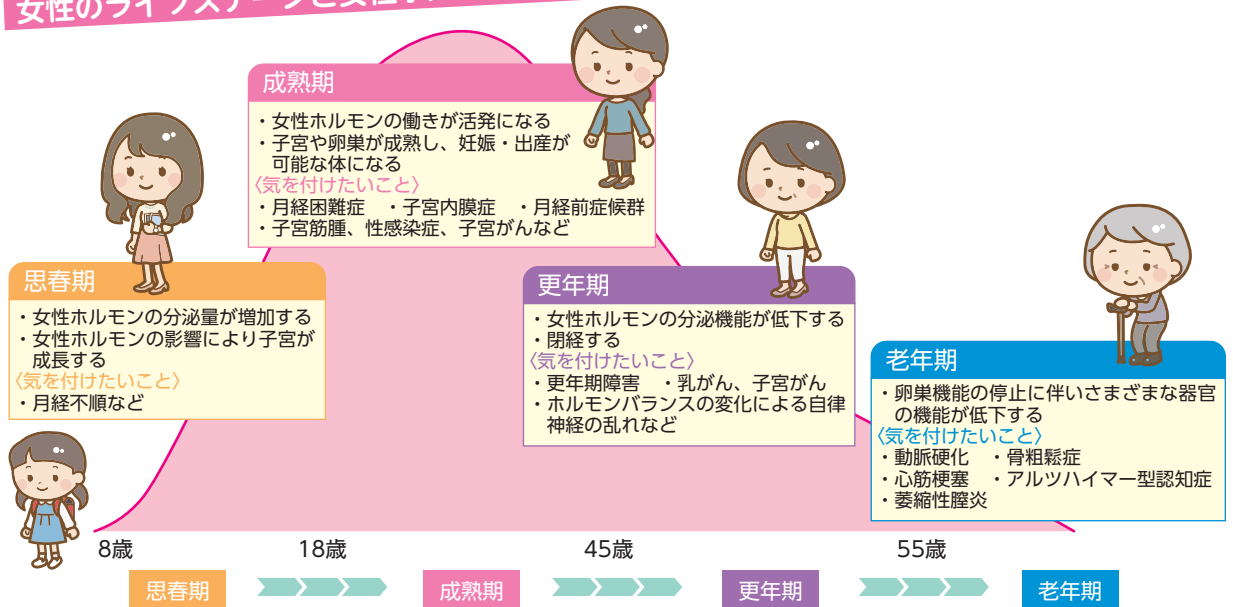 女性のライフステージと女性ホ
成熟期
・女性ホルモンの働きが活発になる
・子宮や卵巣が成熟し、妊娠・出産が
可能な体になる
〈気を付けたいこと〉
・月経困難症 ・子宮内膜症 ・月経前症候群
・子宮筋腫、性感染症、子宮がんなど
思春期
・女性ホルモンの分泌量が増加する
・女性ホルモンの影響により子宮が
成長する
〈気を付けたいこと〉
・月経不順など
更年期
・女性ホルモンの分泌機能が低下する
・閉経する
〈気を付けたいこと〉
・更年期障害 ・乳がん、子宮がん
・ホルモンバランスの変化による自律
神経の乱れなど
老年期
・卵巣機能の停止に伴いさまざまな器官
の機能が低下する
〈気を付けたいこと〉
・動脈硬化 ・骨粗鬆症
・心筋梗塞 ・アルツハイマー型認知症
・萎縮性膣炎
8歳 18歳 45歳 55歳
思春期 成熟期 更年期 老年期